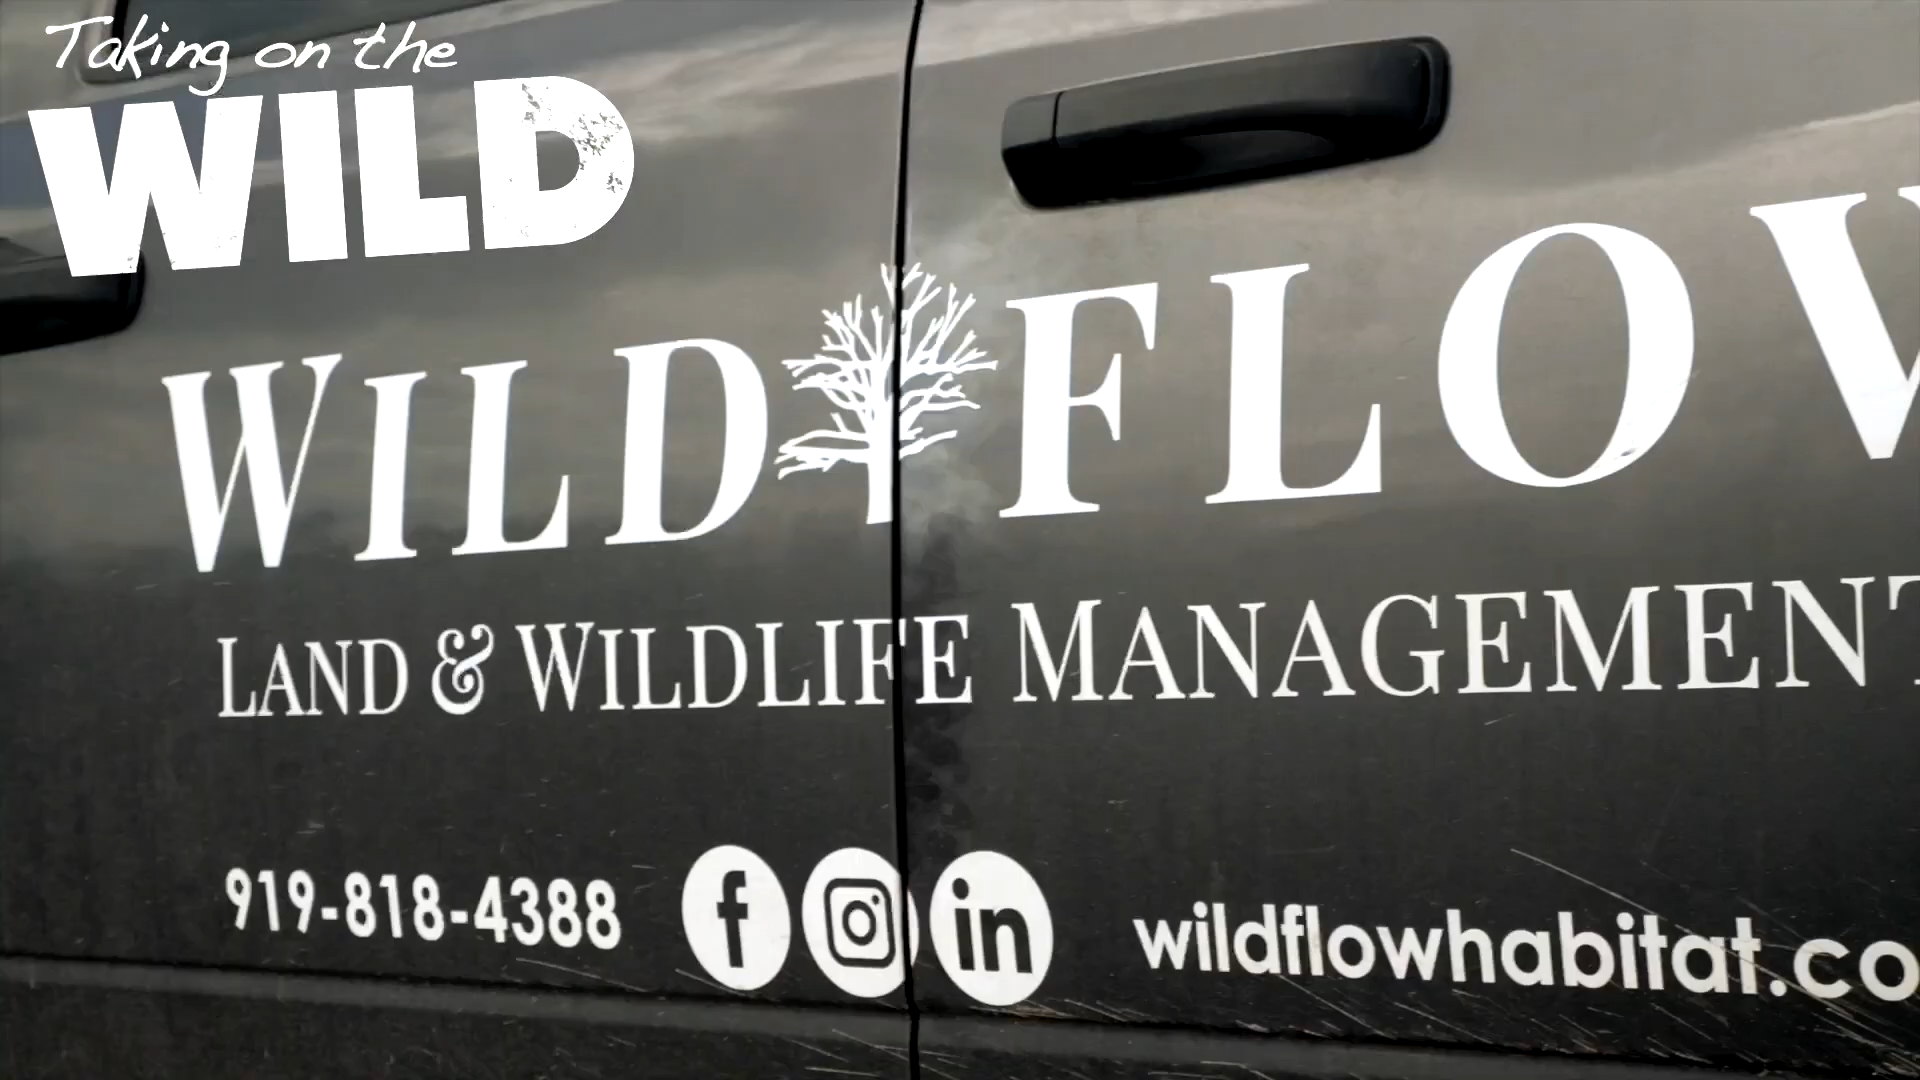 Taking on the
WILD
WILD FLOW
LAND & WILDLIFE MANAGEMENT
919-818-4388
wildflowhabitat.co